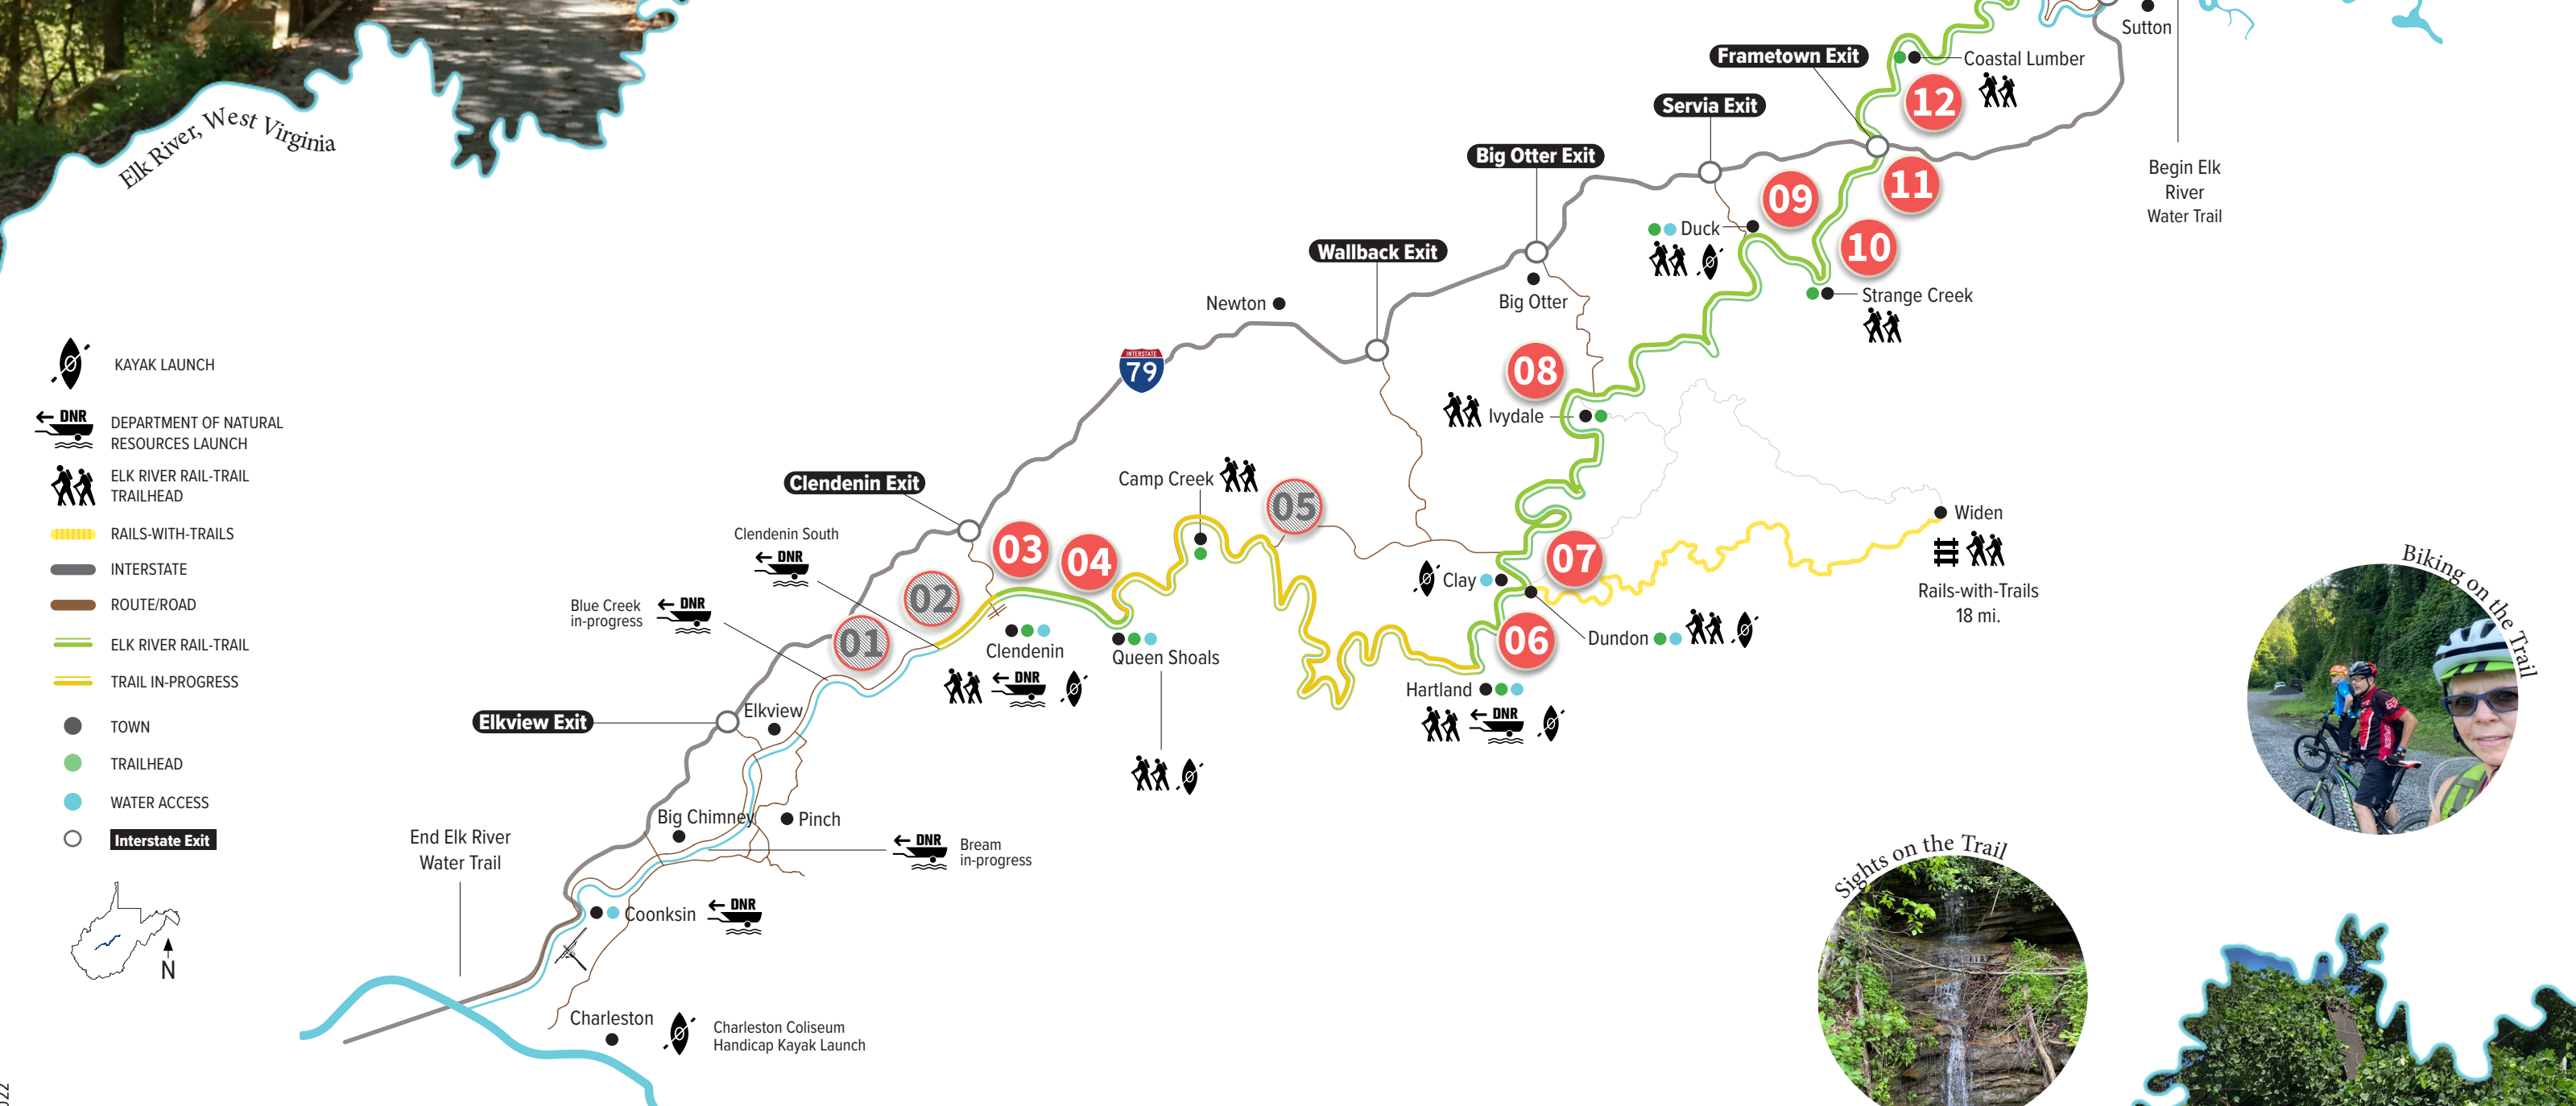 Elk River, West Virginia
Sutton
Coastal Lumber
Frametown Exit
12
Servia Exit
Big Otter Exit
11
09
10
Begin Elk
River
Water Trail
Duck
Strange Creek
Wallback Exit
Big Otter
Newton
INTERSTATE
79
08
Ivydale
KAYAK LAUNCH
← DNR
DEPARTMENT OF NATURAL
RESOURCES LAUNCH
ELK RIVER RAIL-TRAIL
TRAILHEAD
RAILS-WITH-TRAILS
INTERSTATE
ROUTE/ROAD
ELK RIVER RAIL-TRAIL
TRAIL IN-PROGRESS
TOWN
TRAILHEAD
WATER ACCESS
Interstate Exit
N
Clendenin Exit
Camp Creek
05
Clendenin South
← DNR
03
04
02
01
Blue Creek
in-progress
← DNR
Clendenin
← DNR
Queen Shoals
07
Clay
06
Dundon
Hartland
← DNR
Widen
Rails-with-Trails
18 mi.
Elkview Exit
Elkview
Big Chimney
Pinch
← DNR
Bream
in-progress
End Elk River
Water Trail
Coonksin
← DNR
Charleston
Charleston Coliseum
Handicap Kayak Launch
Biking on the Trail
Sights on the Trail